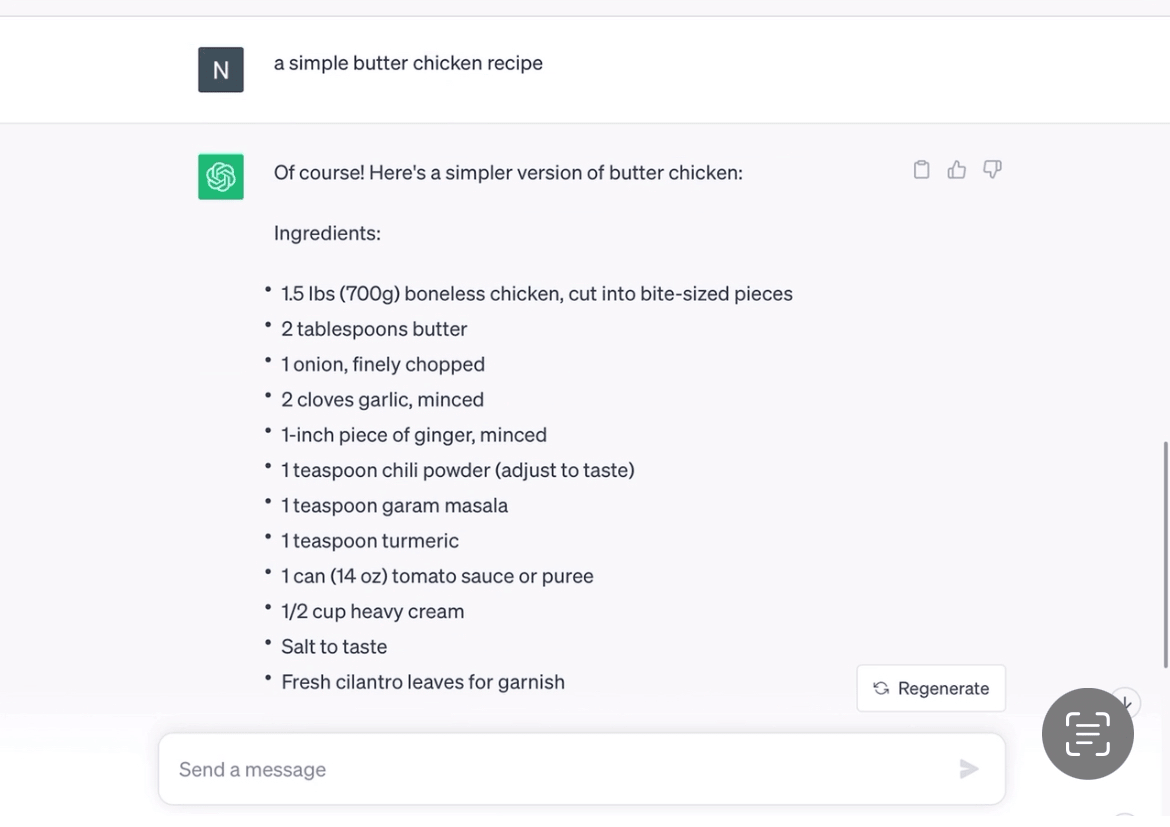 N
a simple butter chicken recipe
Of course! Here's a simpler version of butter chicken:
Ingredients:
• 1.5 lbs (700g) boneless chicken, cut into bite-sized pieces
• 2 tablespoons butter
• 1 onion, finely chopped
• 2 cloves garlic, minced
• 1-inch piece of ginger, minced
• 1 teaspoon chili powder (adjust to taste)
• 1 teaspoon garam masala
• 1 teaspoon turmeric
• 1 can (14 oz) tomato sauce or puree
• 1/2 cup heavy cream
• Salt to taste
• Fresh cilantro leaves for garnish
Regenerate
Send a message